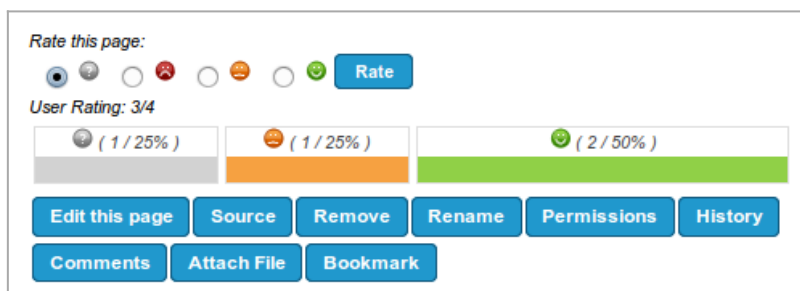 Rate this page:
Rate
User Rating: 3/4
( 1 / 25% ) ( 1 / 25% ) ( 2 / 50% )
Edit this page Source Remove Rename Permissions History
Comments Attach File Bookmark